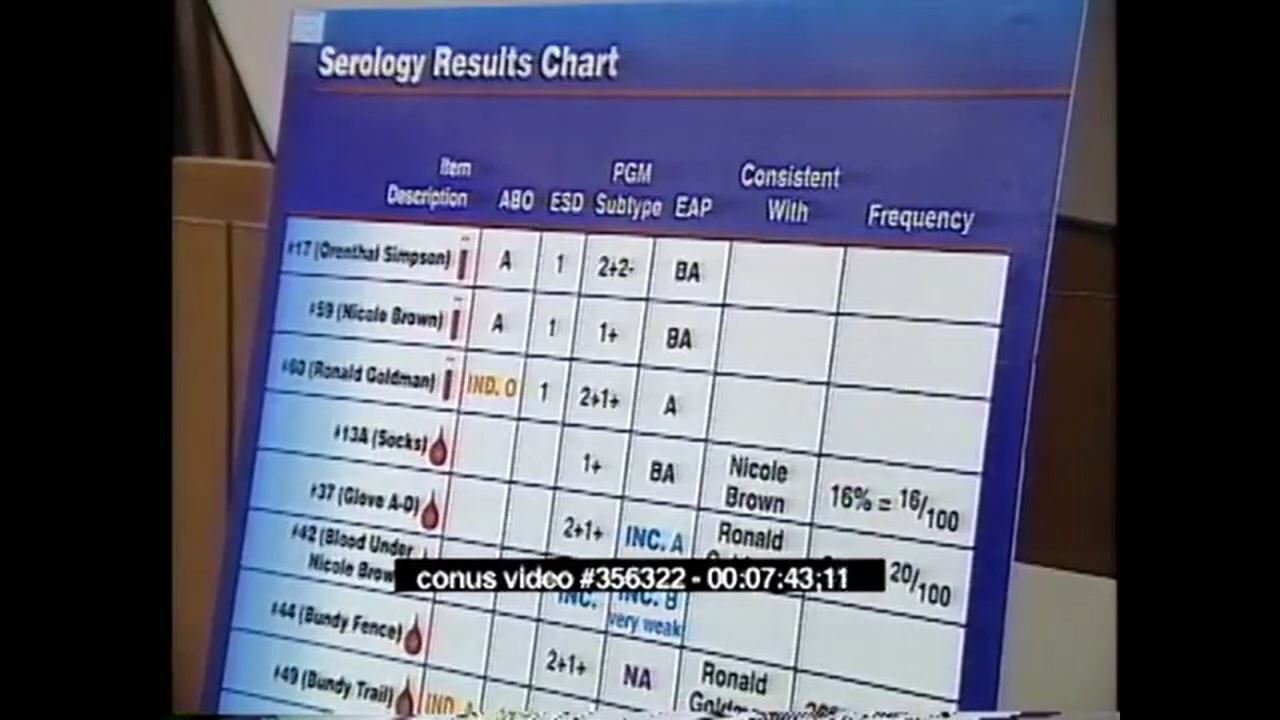 Serology Results Chart
Item Description ABO ESD PGM Subtype EAP Consistent With Frequency
#17 (Orenthal Simpson) A 1 2+2- BA
#59 (Nicole Brown) A 1 1+ BA
#60 (Ronald Goldman) IND. O 1 2+1+ A
#13A (Socks) 1+ BA Nicole Brown 16% = 16/100
#37 (Glove A-D) 2+1+ INC. A Ronald 20/100
#42 (Blood Under Nicole Brow INC. INC. B very weak
conus video #356322 - 00:07:43;11
#44 (Bundy Fence) 2+1+ NA Ronald
#49 (Bundy Trail) IND. A